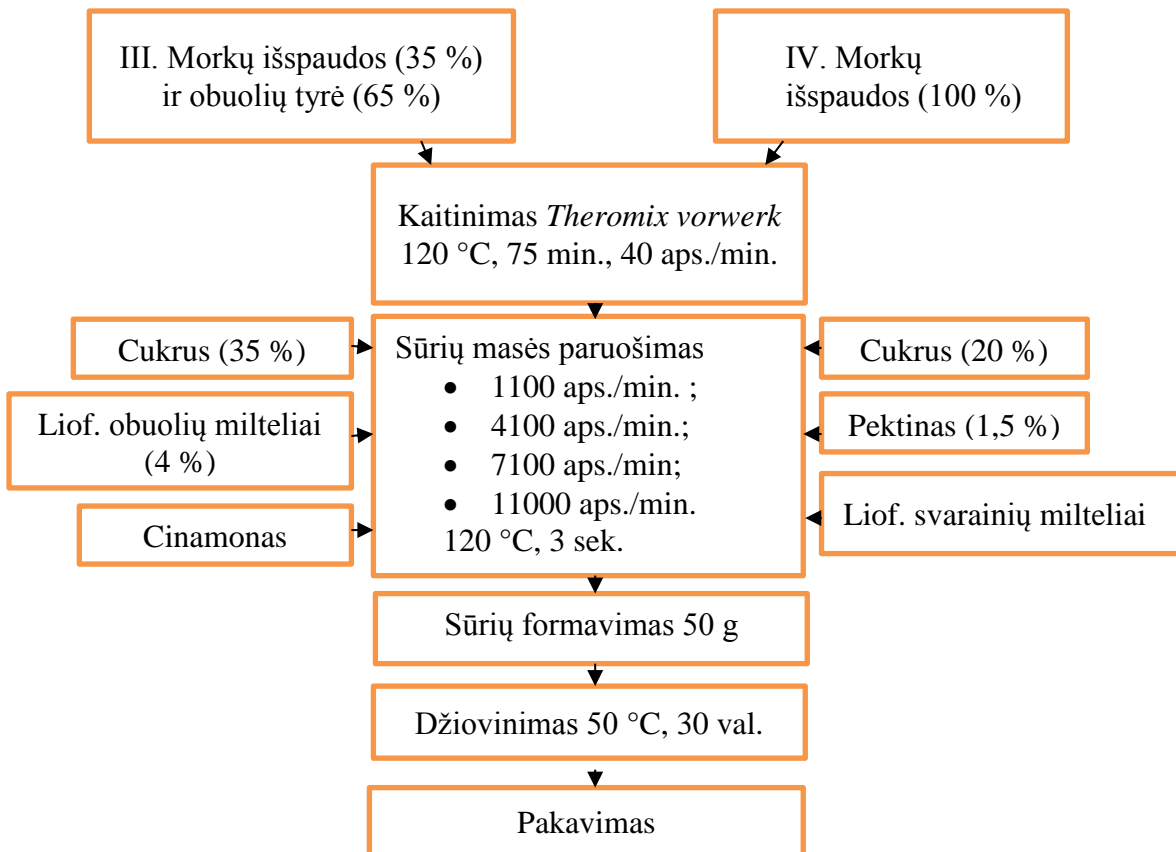 III. Morkų išspaudos (35 %)
ir obuolių tyrė (65 %)
IV. Morkų
išspaudos (100 %)
Kaitinimas Theromix vorwerk
120 °C, 75 min., 40 aps./min.
Cukrus (35 %)
Liof. obuolių milteliai
(4 %)
Cinamonas
Sūrių masės paruošimas
• 1100 aps./min. ;
• 4100 aps./min.;
• 7100 aps./min;
• 11000 aps./min.
120 °C, 3 sek.
Cukrus (20 %)
Pektinas (1,5 %)
Liof. svarainių milteliai
Sūrių formavimas 50 g
Džiovinimas 50 °C, 30 val.
Pakavimas